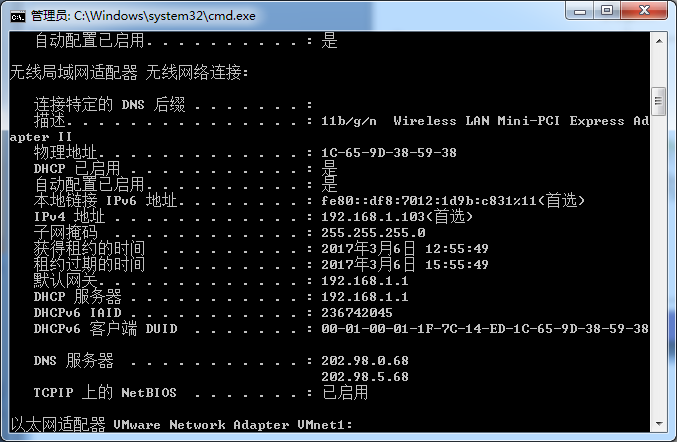 管理员: C:\Windows\system32\cmd.exe
自动配置已启用. . . . . . . . . . : 是
无线局域网适配器 无线网络连接:
连接特定的 DNS 后缀 . . . . . . . :
描述. . . . . . . . . . . . . . . : 11b/g/n  Wireless LAN Mini-PCI Express Ad
apter II
物理地址. . . . . . . . . . . . . : 1C-65-9D-38-59-38
DHCP 已启用 . . . . . . . . . . . : 是
自动配置已启用. . . . . . . . . . : 是
本地链接 IPv6 地址. . . . . . . . : fe80::df8:7012:1d9b:c831%11(首选)
IPv4 地址 . . . . . . . . . . . . : 192.168.1.103(首选)
子网掩码  . . . . . . . . . . . . : 255.255.255.0
获得租约的时间  . . . . . . . . . : 2017年3月6日 12:55:49
租约过期的时间  . . . . . . . . . : 2017年3月6日 15:55:49
默认网关. . . . . . . . . . . . . : 192.168.1.1
DHCP 服务器 . . . . . . . . . . . : 192.168.1.1
DHCPv6 IAID . . . . . . . . . . . : 236742045
DHCPv6 客户端 DUID  . . . . . . . : 00-01-00-01-1F-7C-14-ED-1C-65-9D-38-59-38
DNS 服务器  . . . . . . . . . . . : 202.98.0.68
202.98.5.68
TCPIP 上的 NetBIOS  . . . . . . . : 已启用
以太网适配器 VMware Network Adapter VMnet1: